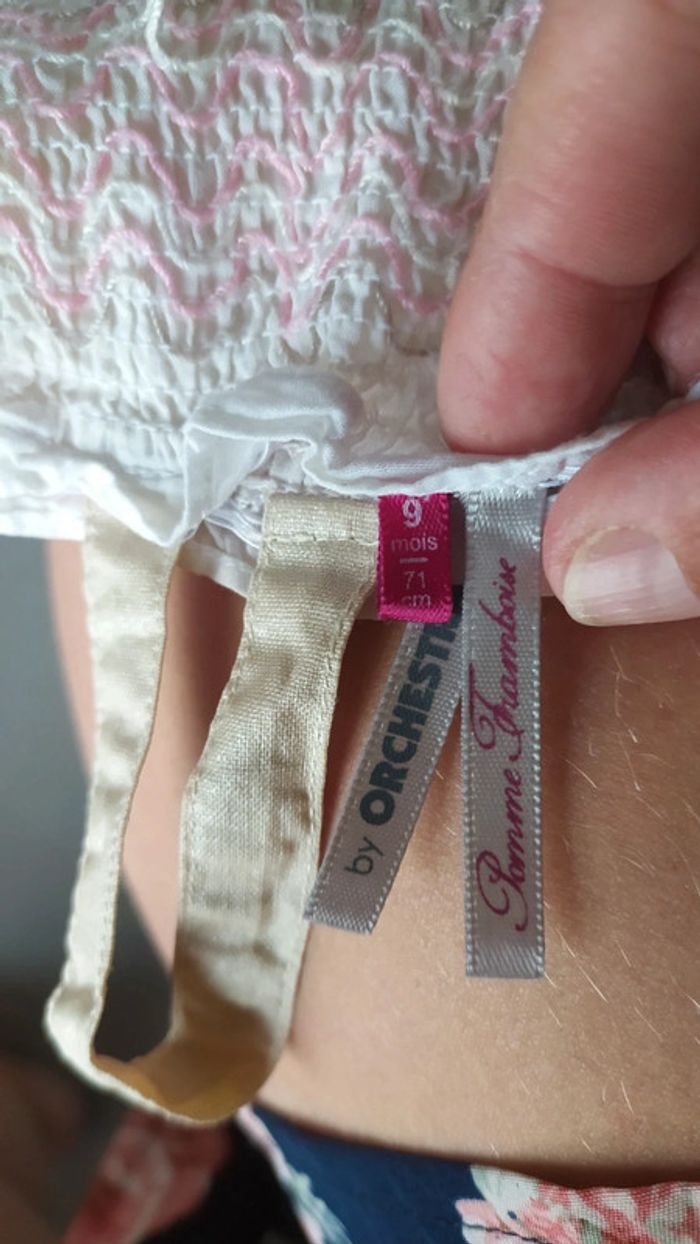 9
mois
71
cm
by ORCHESTR
Pomme Framboise